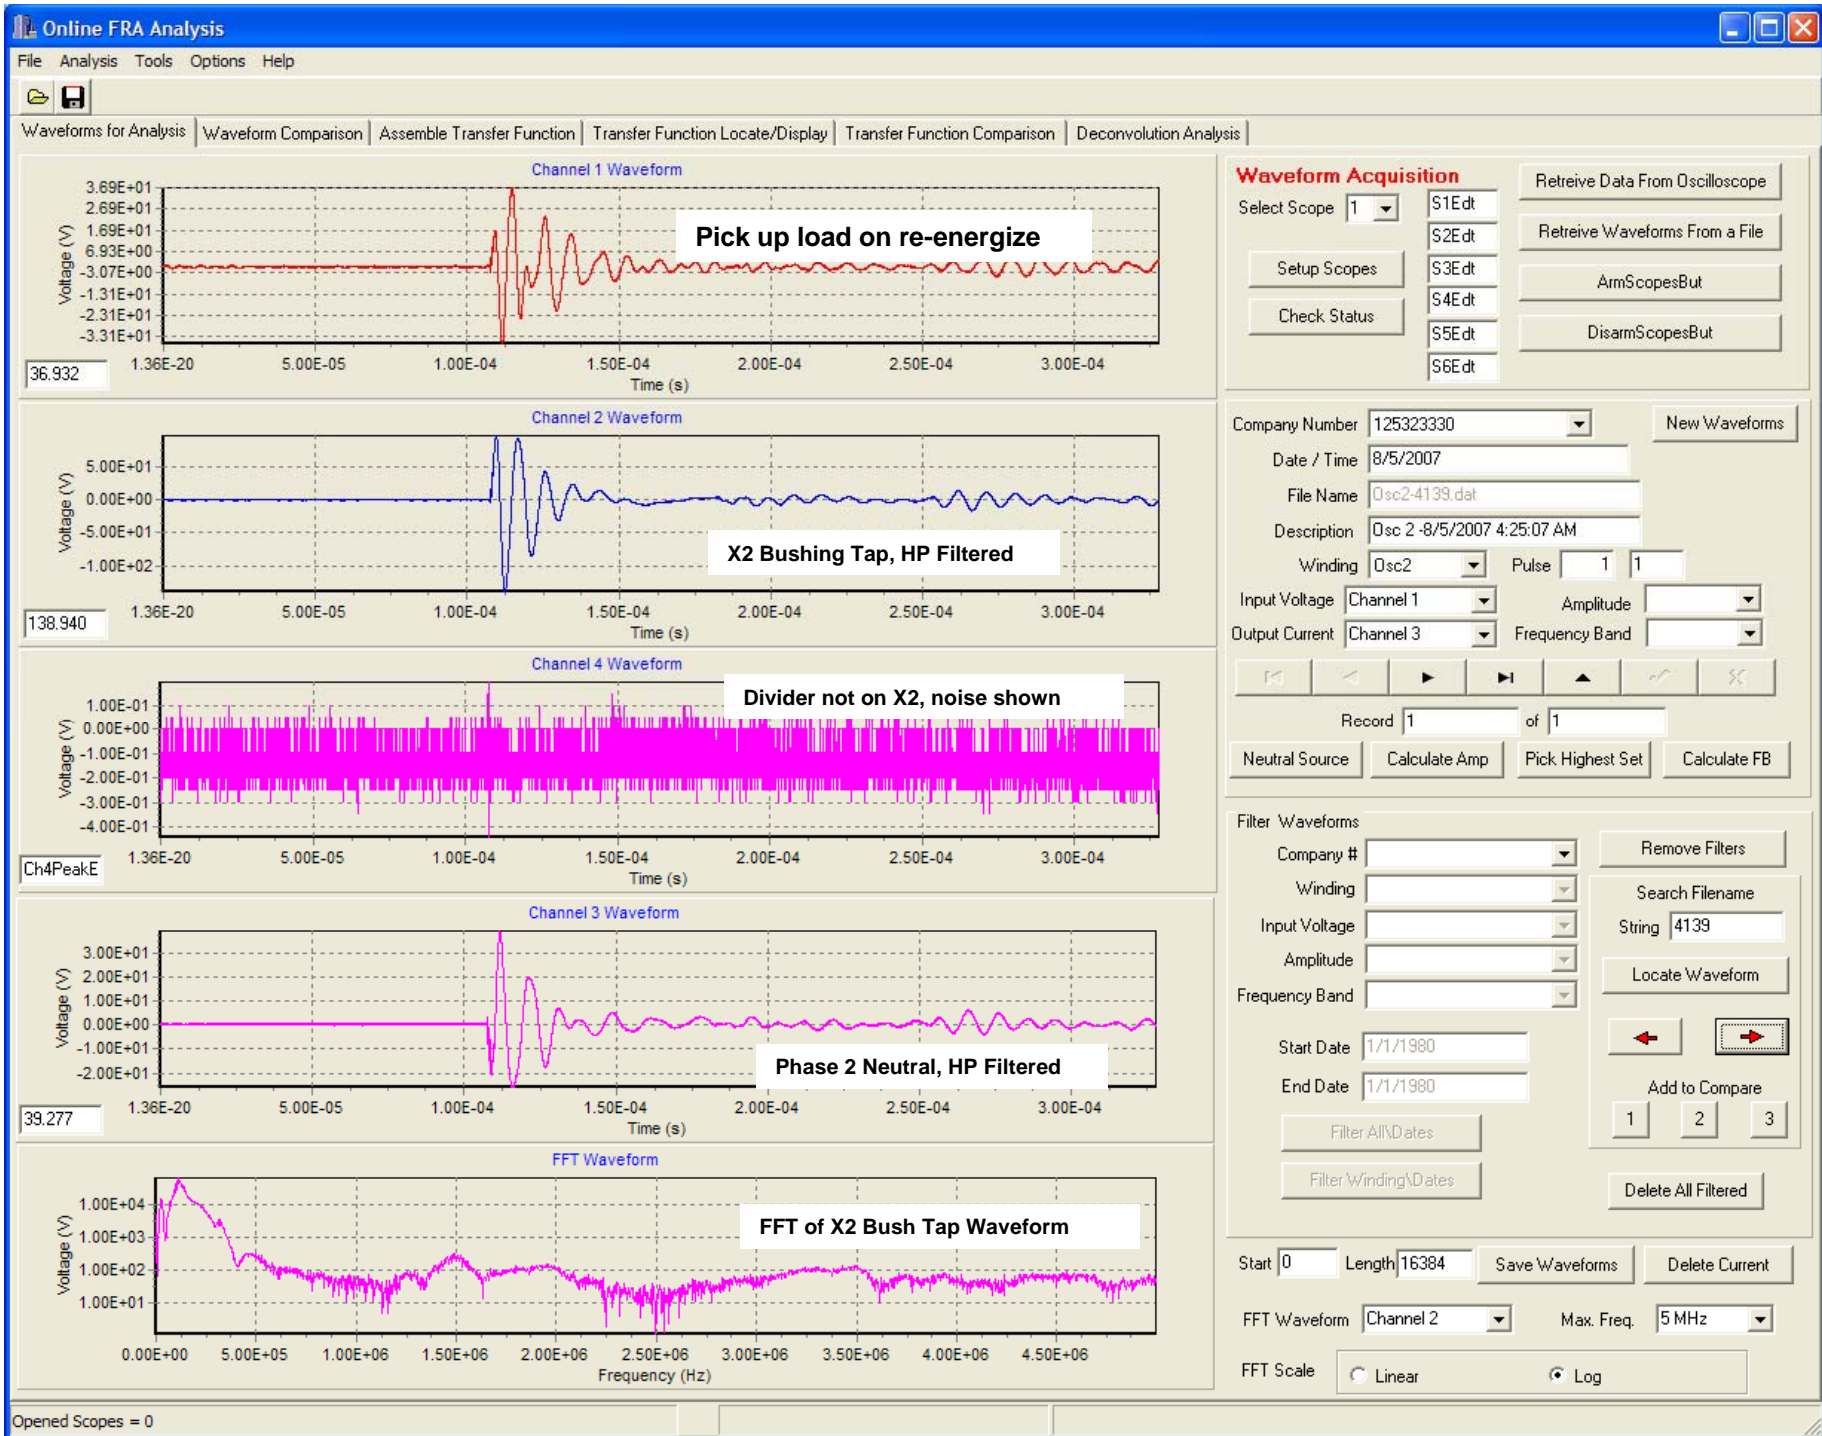 Online FRA Analysis
File Analysis Tools Options Help
Waveforms for Analysis Waveform Comparison Assemble Transfer Function Transfer Function Locate/Display Transfer Function Comparison Deconvolution Analysis
Channel 1 Waveform
Voltage (V)
3.69E+01
2.69E+01
1.69E+01
6.93E+00
-3.07E+00
-1.31E+01
-2.31E+01
-3.31E+01
Pick up load on re-energize
1.36E-20 5.00E-05 1.00E-04 1.50E-04 2.00E-04 2.50E-04 3.00E-04
Time (s)
36.932
Channel 2 Waveform
Voltage (V)
5.00E+01
0.00E+00
-5.00E+01
-1.00E+02
X2 Bushing Tap, HP Filtered
1.36E-20 5.00E-05 1.00E-04 1.50E-04 2.00E-04 2.50E-04 3.00E-04
Time (s)
138.940
Channel 4 Waveform
Voltage (V)
1.00E-01
0.00E+00
-1.00E-01
-2.00E-01
-3.00E-01
-4.00E-01
Divider not on X2, noise shown
1.36E-20 5.00E-05 1.00E-04 1.50E-04 2.00E-04 2.50E-04 3.00E-04
Time (s)
Ch4PeakE
Channel 3 Waveform
Voltage (V)
3.00E+01
2.00E+01
1.00E+01
0.00E+00
-1.00E+01
-2.00E+01
Phase 2 Neutral, HP Filtered
1.36E-20 5.00E-05 1.00E-04 1.50E-04 2.00E-04 2.50E-04 3.00E-04
Time (s)
39.277
FFT Waveform
Voltage (V)
1.00E+04
1.00E+03
1.00E+02
1.00E+01
FFT of X2 Bush Tap Waveform
0.00E+00 5.00E+05 1.00E+06 1.50E+06 2.00E+06 2.50E+06 3.00E+06 3.50E+06 4.00E+06 4.50E+06
Frequency (Hz)
Waveform Acquisition
Select Scope 1
Setup Scopes
Check Status
S1Edt
S2Edt
S3Edt
S4Edt
S5Edt
S6Edt
Retreive Data From Oscilloscope
Retreive Waveforms From a File
ArmScopesBut
DisarmScopesBut
Company Number 125323330 New Waveforms
Date / Time 8/5/2007
File Name Osc2-4139.dat
Description Osc 2 -8/5/2007 4:25:07 AM
Winding Osc2 Pulse 1 1
Input Voltage Channel 1 Amplitude
Output Current Channel 3 Frequency Band
Record 1 of 1
Neutral Source Calculate Amp Pick Highest Set Calculate FB
Filter Waveforms
Company #
Winding
Input Voltage
Amplitude
Frequency Band
Start Date 1/1/1980
End Date 1/1/1980
Filter All\Dates
Filter Winding\Dates
Remove Filters
Search Filename
String 4139
Locate Waveform
Add to Compare
1 2 3
Delete All Filtered
Start 0 Length 16384 Save Waveforms Delete Current
FFT Waveform Channel 2 Max. Freq. 5 MHz
FFT Scale Linear Log
Opened Scopes = 0